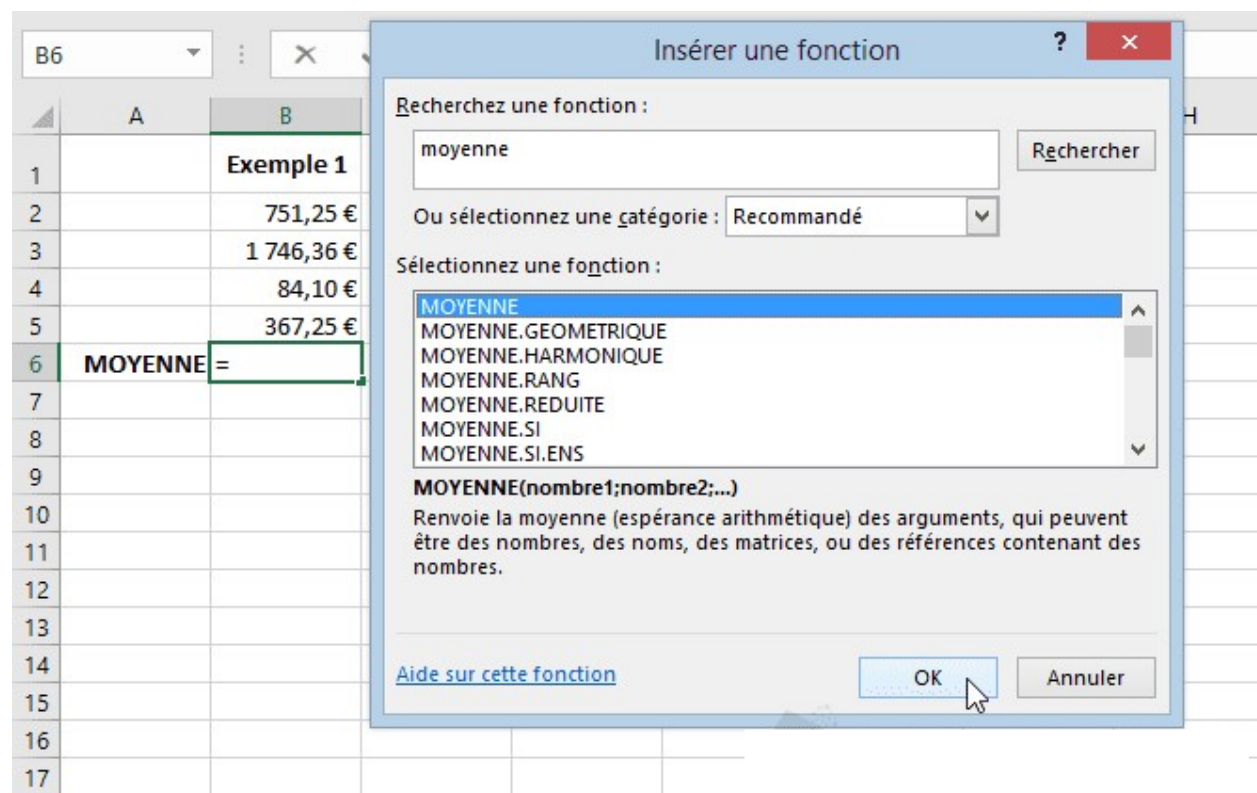 Insérer une fonction
?
B6
Recherchez une fonction :
moyenne
Rechercher
Ou sélectionnez une catégorie : Recommandé
Sélectionnez une fonction :
MOYENNE
MOYENNE.GEOMETRIQUE
MOYENNE.HARMONIQUE
MOYENNE.RANG
MOYENNE.REDUITE
MOYENNE.SI
MOYENNE.SI.ENS
MOYENNE(nombre1;nombre2;...)
Renvoie la moyenne (espérance arithmétique) des arguments, qui peuvent
être des nombres, des noms, des matrices, ou des références contenant des
nombres.
Aide sur cette fonction
OK
Annuler
A B H
1 Exemple 1
2 751,25 €
3 1 746,36 €
4 84,10 €
5 367,25 €
6 MOYENNE =
7
8
9
10
11
12
13
14
15
16
17